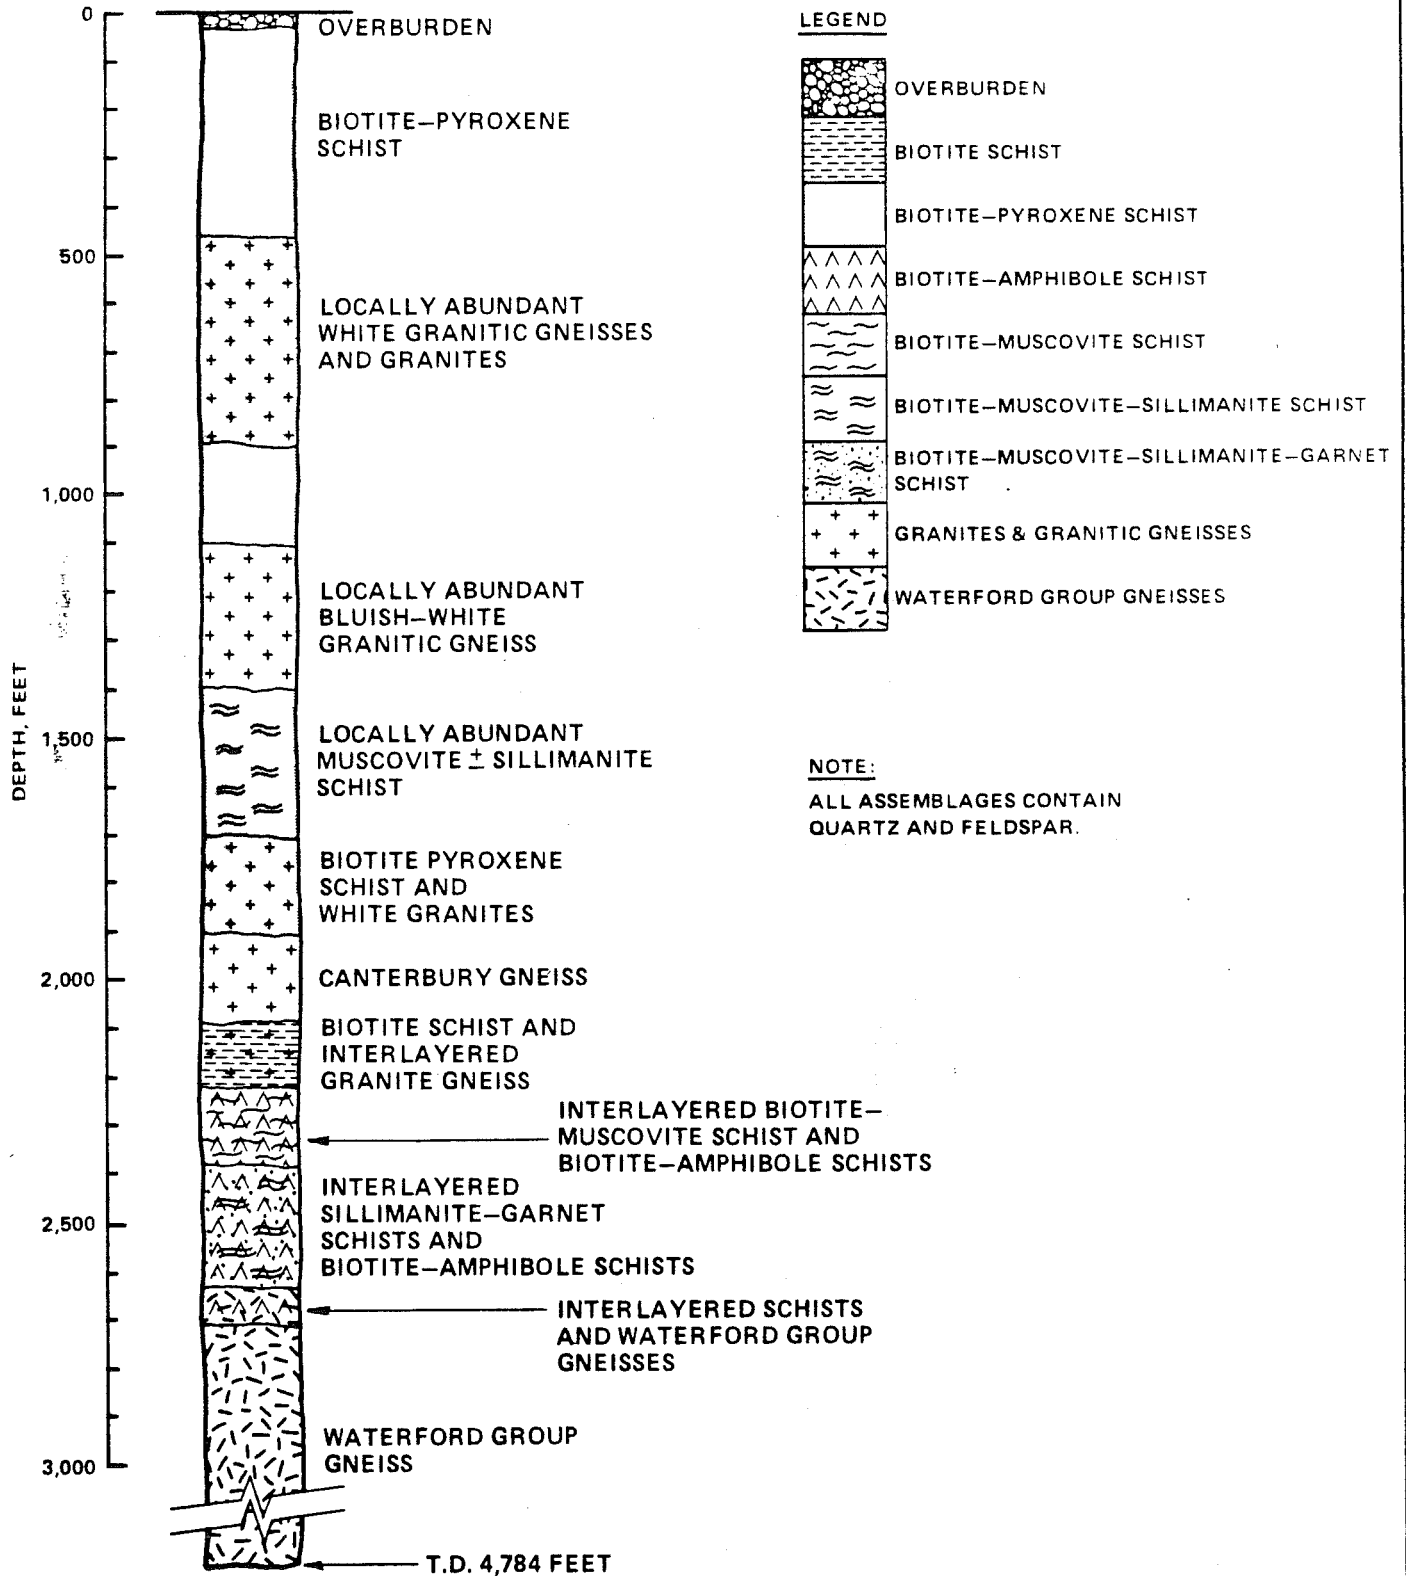 DEPTH, FEET
0
500
1,000
1,500
2,000
2,500
3,000
OVERBURDEN
BIOTITE–PYROXENE
SCHIST
LOCALLY ABUNDANT
WHITE GRANITIC GNEISSES
AND GRANITES
LOCALLY ABUNDANT
BLUISH–WHITE
GRANITIC GNEISS
LOCALLY ABUNDANT
MUSCOVITE ± SILLIMANITE
SCHIST
BIOTITE PYROXENE
SCHIST AND
WHITE GRANITES
CANTERBURY GNEISS
BIOTITE SCHIST AND
INTERLAYERED
GRANITE GNEISS
INTERLAYERED BIOTITE–
MUSCOVITE SCHIST AND
BIOTITE–AMPHIBOLE SCHISTS
INTERLAYERED
SILLIMANITE–GARNET
SCHISTS AND
BIOTITE–AMPHIBOLE SCHISTS
INTERLAYERED SCHISTS
AND WATERFORD GROUP
GNEISSES
WATERFORD GROUP
GNEISS
T.D. 4,784 FEET
LEGEND
OVERBURDEN
BIOTITE SCHIST
BIOTITE–PYROXENE SCHIST
BIOTITE–AMPHIBOLE SCHIST
BIOTITE–MUSCOVITE SCHIST
BIOTITE–MUSCOVITE–SILLIMANITE SCHIST
BIOTITE–MUSCOVITE–SILLIMANITE–GARNET
SCHIST
GRANITES & GRANITIC GNEISSES
WATERFORD GROUP GNEISSES
NOTE:
ALL ASSEMBLAGES CONTAIN
QUARTZ AND FELDSPAR.